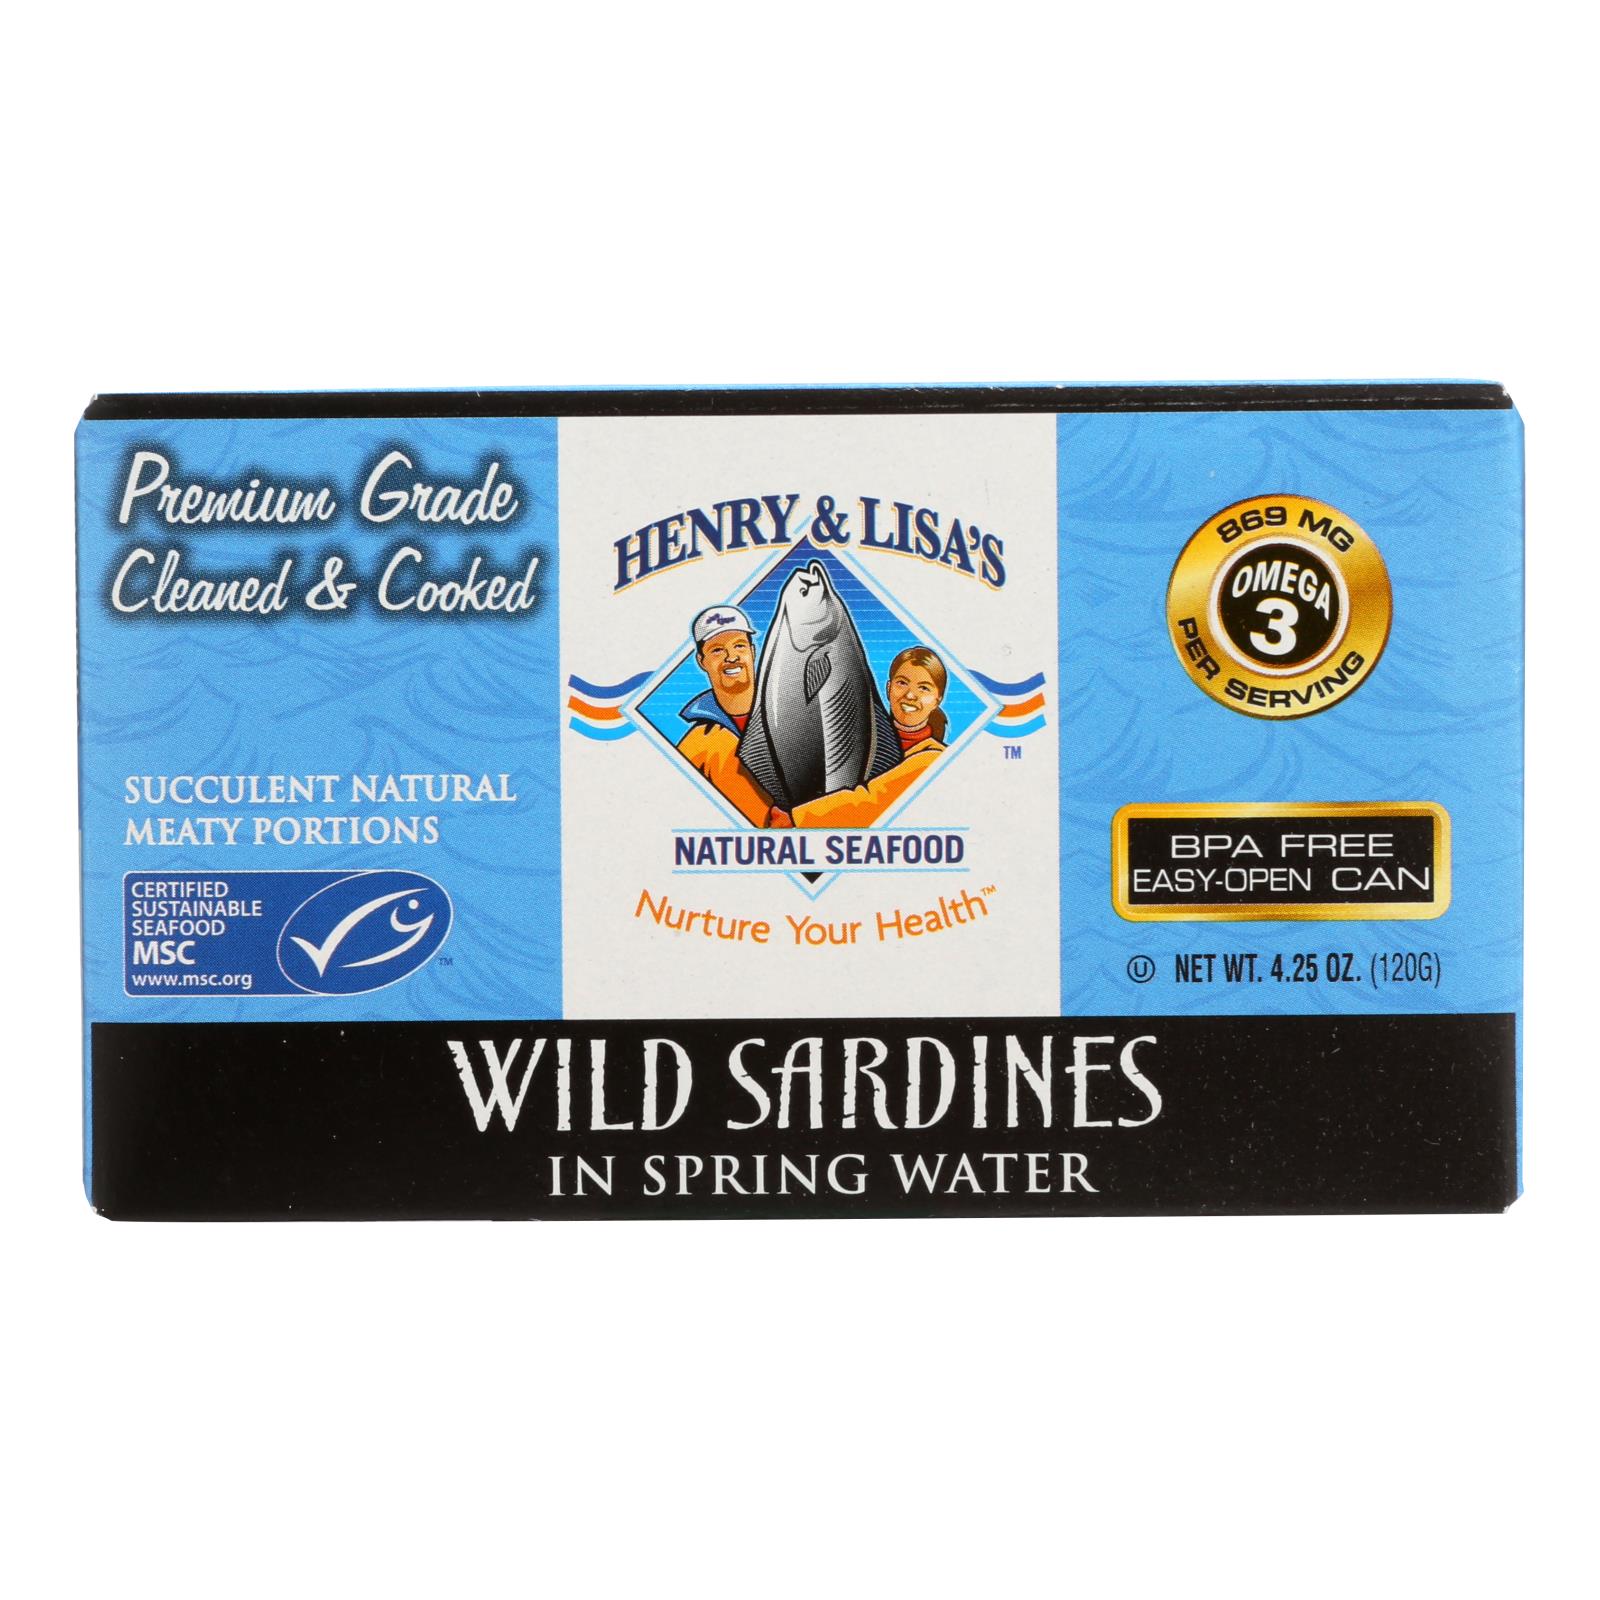 Premium Grade
Cleaned & Cooked
SUCCULENT NATURAL
MEATY PORTIONS
CERTIFIED
SUSTAINABLE
SEAFOOD
MSC
www.msc.org
TM
HENRY & LISA'S
TM
NATURAL SEAFOOD
Nurture Your Health™
869 MG
OMEGA
3
PER SERVING
BPA FREE
EASY-OPEN CAN
Ⓤ NET WT. 4.25 OZ. (120G)
WILD SARDINES
IN SPRING WATER